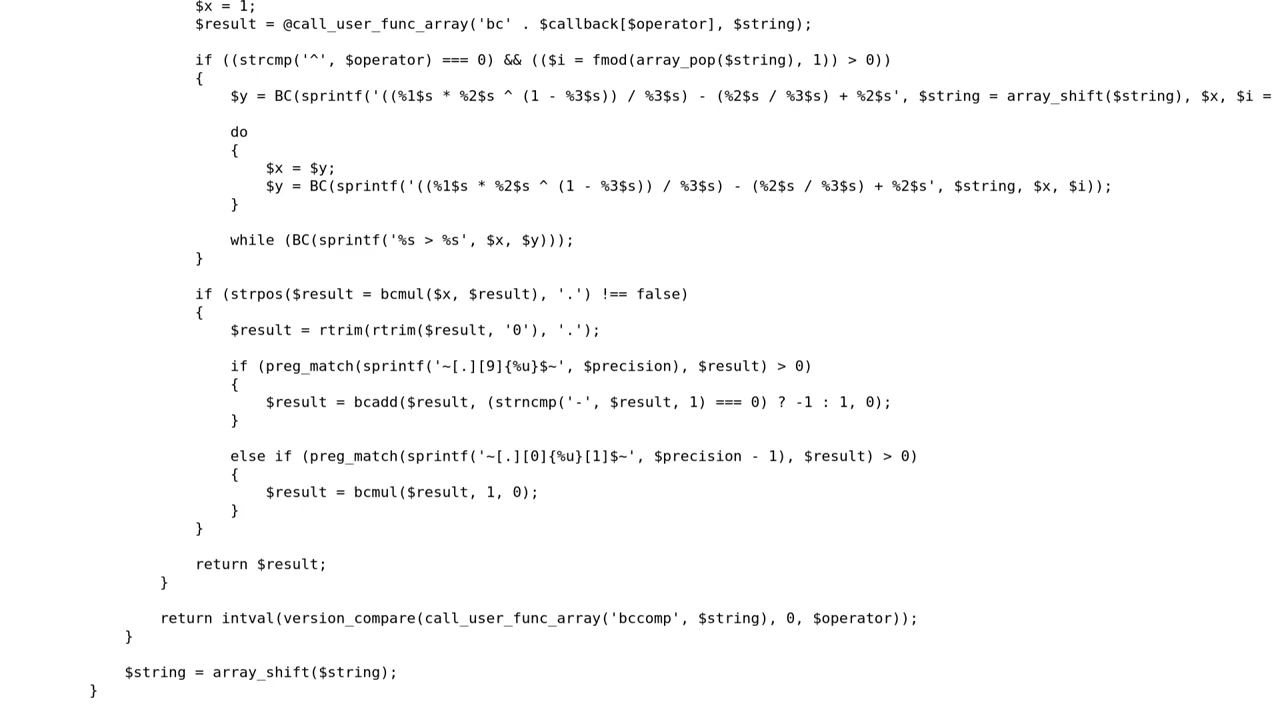 $x = 1;
$result = @call_user_func_array('bc' . $callback[$operator], $string);
if ((strcmp('^', $operator) === 0) && (($i = fmod(array_pop($string), 1)) > 0))
{
$y = BC(sprintf('((%1$s * %2$s ^ (1 - %3$s)) / %3$s) - (%2$s / %3$s) + %2$s', $string = array_shift($string), $x, $i =
do
{
$x = $y;
$y = BC(sprintf('((%1$s * %2$s ^ (1 - %3$s)) / %3$s) - (%2$s / %3$s) + %2$s', $string, $x, $i));
}
while (BC(sprintf('%s > %s', $x, $y)));
}
if (strpos($result = bcmul($x, $result), '.') !== false)
{
$result = rtrim(rtrim($result, '0'), '.');
if (preg_match(sprintf('~[.][9]{%u}$~', $precision), $result) > 0)
{
$result = bcadd($result, (strncmp('-', $result, 1) === 0) ? -1 : 1, 0);
}
else if (preg_match(sprintf('~[.][0]{%u}[1]$~', $precision - 1), $result) > 0)
{
$result = bcmul($result, 1, 0);
}
}
return $result;
}
return intval(version_compare(call_user_func_array('bccomp', $string), 0, $operator));
}
$string = array_shift($string);
}